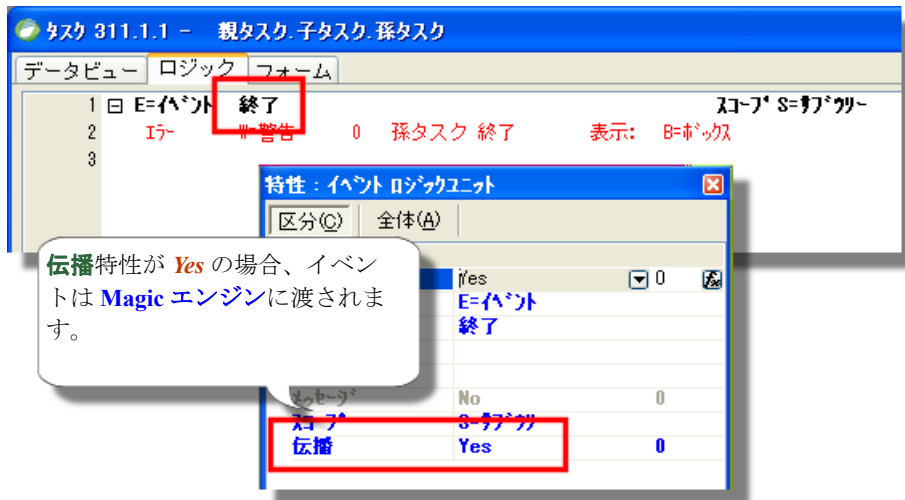 タスク 311.1.1 - 親タスク.子タスク.孫タスク
データビュー ロジック フォーム
1 E=イベント 終了 スコープ S=サブツリー
2 エラー W=警告 0 孫タスク 終了 表示: B=ボックス
3
特性:イベント ロジックユニット
区分(C) 全体(A)
Yes 0
E=イベント
終了
伝播特性が Yes の場合、イベン
トは Magic エンジンに渡されま
す。
メッセージ No 0
スコープ S=サブツリー
伝播 Yes 0